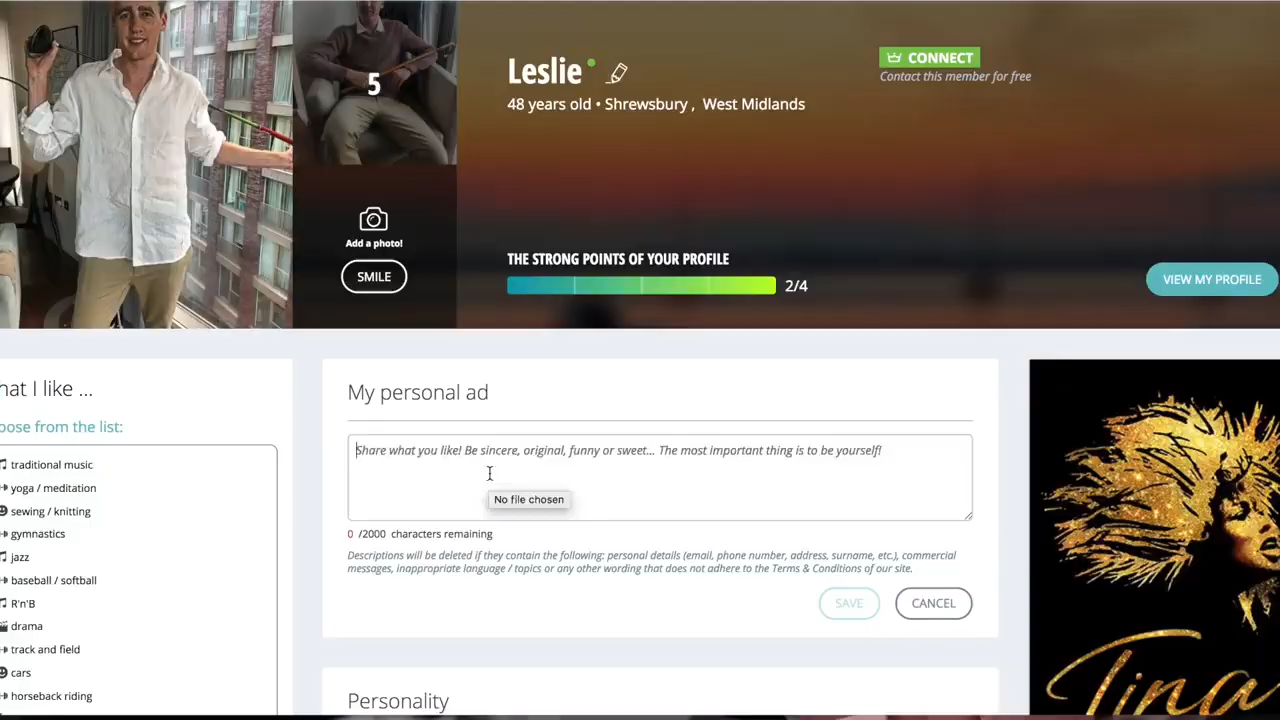 5
Leslie
48 years old • Shrewsbury , West Midlands
CONNECT
Contact this member for free
Add a photo!
SMILE
THE STRONG POINTS OF YOUR PROFILE
2/4
VIEW MY PROFILE
hat I like ...
oose from the list:
traditional music
yoga / meditation
sewing / knitting
gymnastics
jazz
baseball / softball
R'n'B
drama
track and field
cars
horseback riding
My personal ad
Share what you like! Be sincere, original, funny or sweet... The most important thing is to be yourself!
No file chosen
0 /2000 characters remaining
Descriptions will be deleted if they contain the following: personal details (email, phone number, address, surname, etc.), commercial
messages, inappropriate language / topics or any other wording that does not adhere to the Terms & Conditions of our site.
SAVE
CANCEL
Personality
Tina